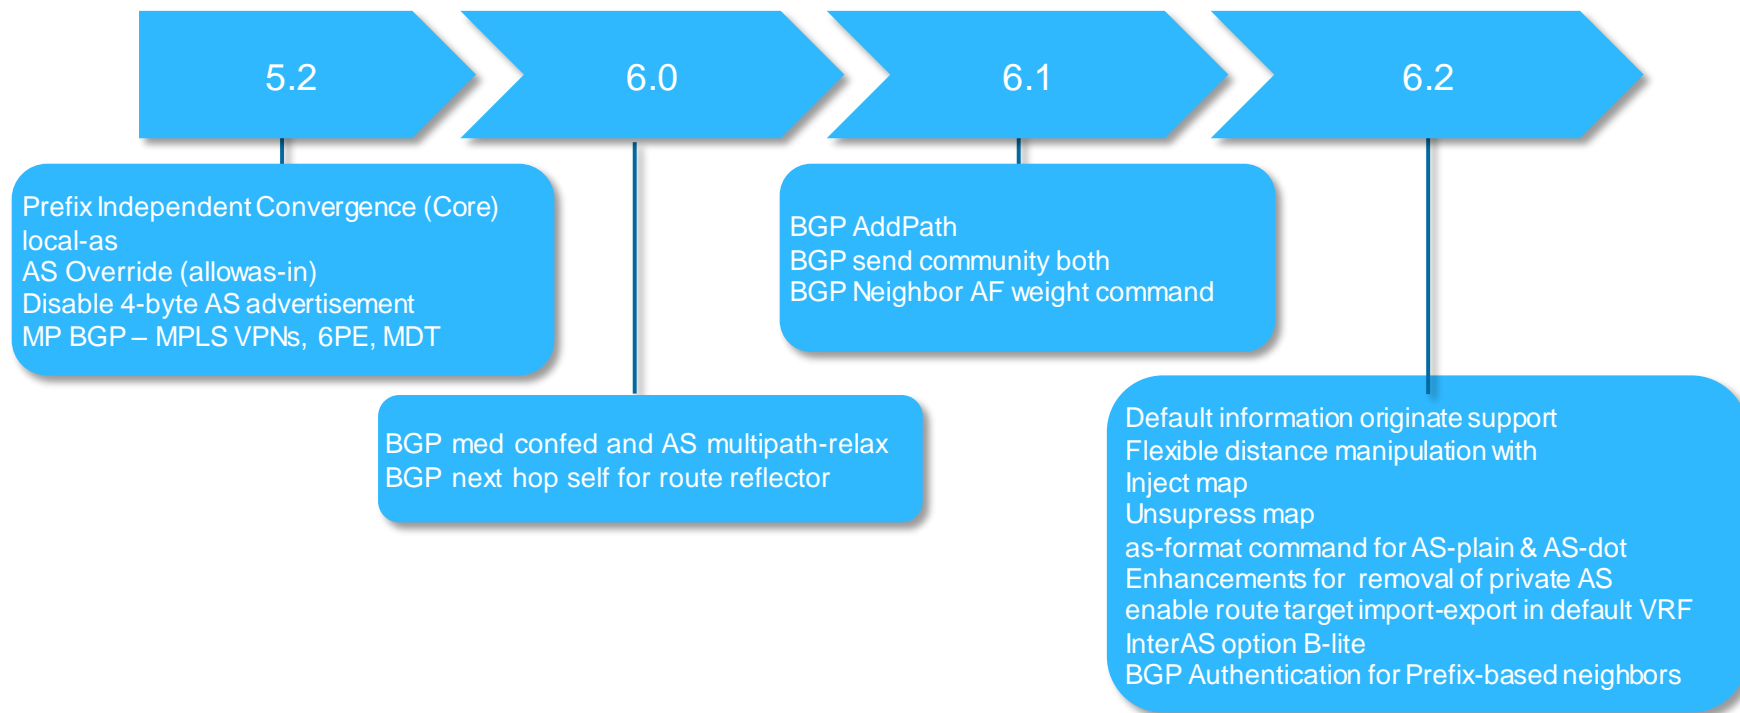 5.2
6.0
6.1
6.2
Prefix Independent Convergence (Core)
local-as
AS Override (allowas-in)
Disable 4-byte AS advertisement
MP BGP – MPLS VPNs, 6PE, MDT
BGP med confed and AS multipath-relax
BGP next hop self for route reflector
BGP AddPath
BGP send community both
BGP Neighbor AF weight command
Default information originate support
Flexible distance manipulation with
Inject map
Unsupress map
as-format command for AS-plain & AS-dot
Enhancements for removal of private AS
enable route target import-export in default VRF
InterAS option B-lite
BGP Authentication for Prefix-based neighbors